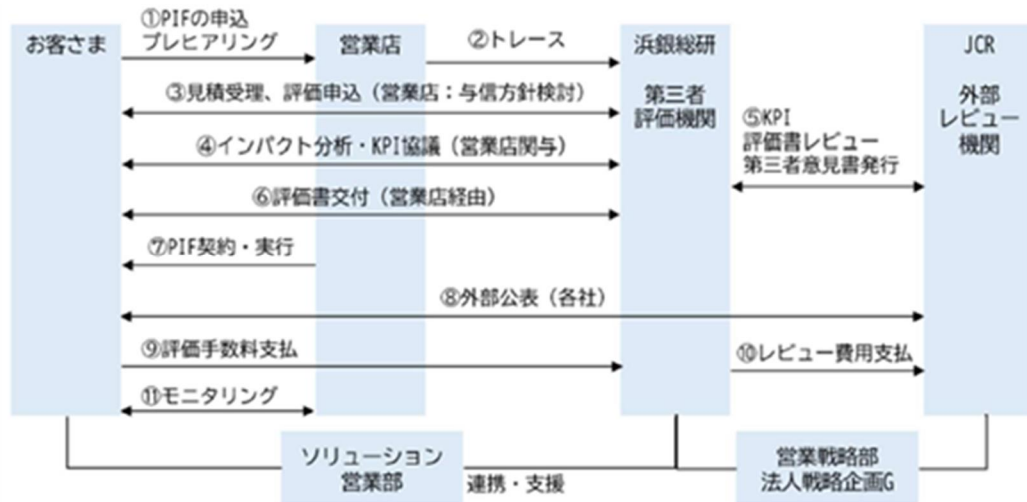 ①PIFの申込
プレヒアリング
お客さま
営業店
②トレース
浜銀総研
第三者
評価機関
JCR
外部
レビュー
機関
③見積受理、評価申込（営業店：与信方針検討）
④インパクト分析・KPI協議（営業店関与）
⑤KPI
評価書レビュー
第三者意見書発行
⑥評価書交付（営業店経由）
⑦PIF契約・実行
⑧外部公表（各社）
⑨評価手数料支払
⑩レビュー費用支払
⑪モニタリング
ソリューション
営業部
連携・支援
営業戦略部
法人戦略企画G